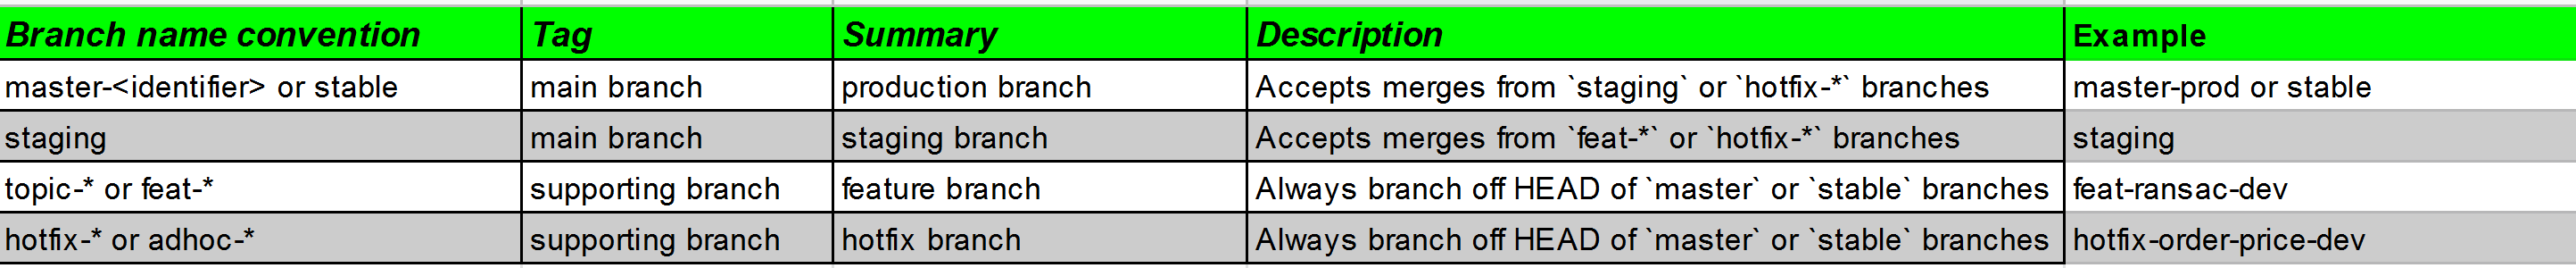 Branch name convention Tag Summary Description Example
master-<identifier> or stable main branch production branch Accepts merges from `staging` or `hotfix-*` branches master-prod or stable
staging main branch staging branch Accepts merges from `feat-*` or `hotfix-*` branches staging
topic-* or feat-* supporting branch feature branch Always branch off HEAD of `master` or `stable` branches feat-ransac-dev
hotfix-* or adhoc-* supporting branch hotfix branch Always branch off HEAD of `master` or `stable` branches hotfix-order-price-dev